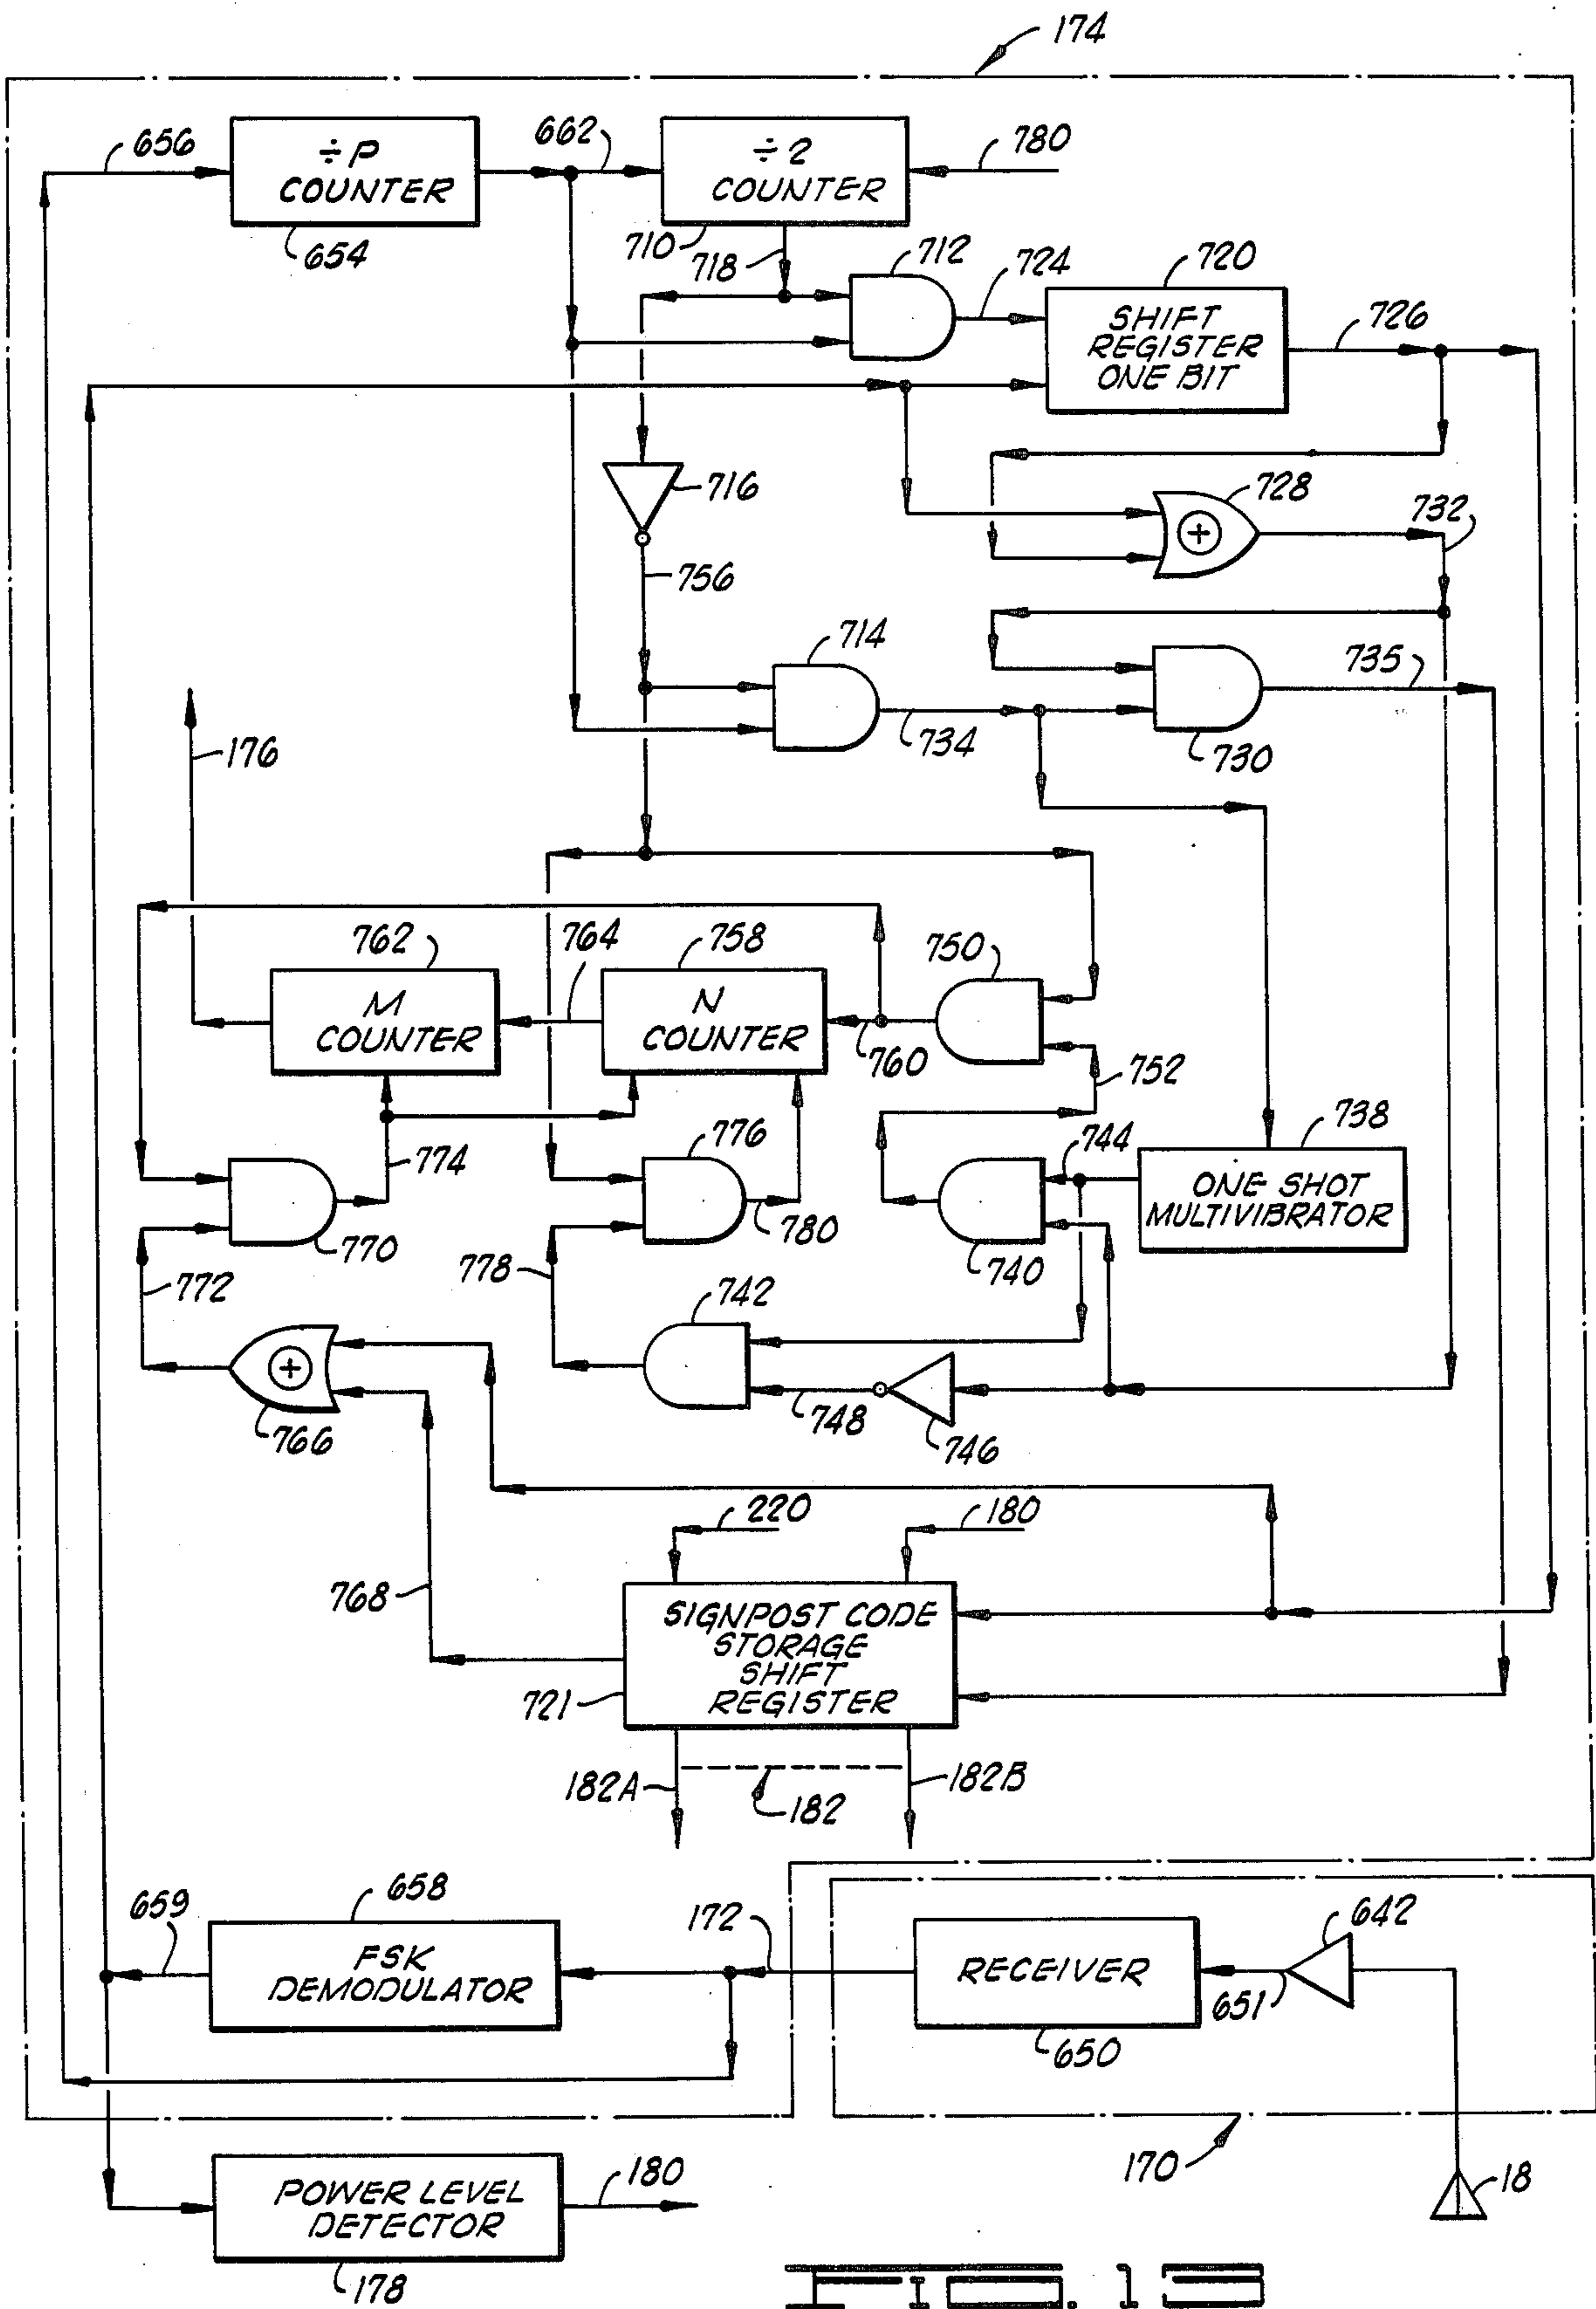 174
656
÷P
COUNTER
654
662
÷2
COUNTER
780
710
718
712
724
720
SHIFT
REGISTER
ONE BIT
726
716
728
732
756
714
734
735
730
176
762
764
758
750
M
COUNTER
N
COUNTER
760
752
774
776
744
738
ONE SHOT
MULTIVIBRATOR
770
780
740
772
778
742
766
748
746
220
180
768
SIGNPOST CODE
STORAGE
SHIFT
REGISTER
721
182A
182
182B
659
658
172
642
FSK
DEMODULATOR
RECEIVER
651
650
170
18
POWER LEVEL
DETECTOR
180
178